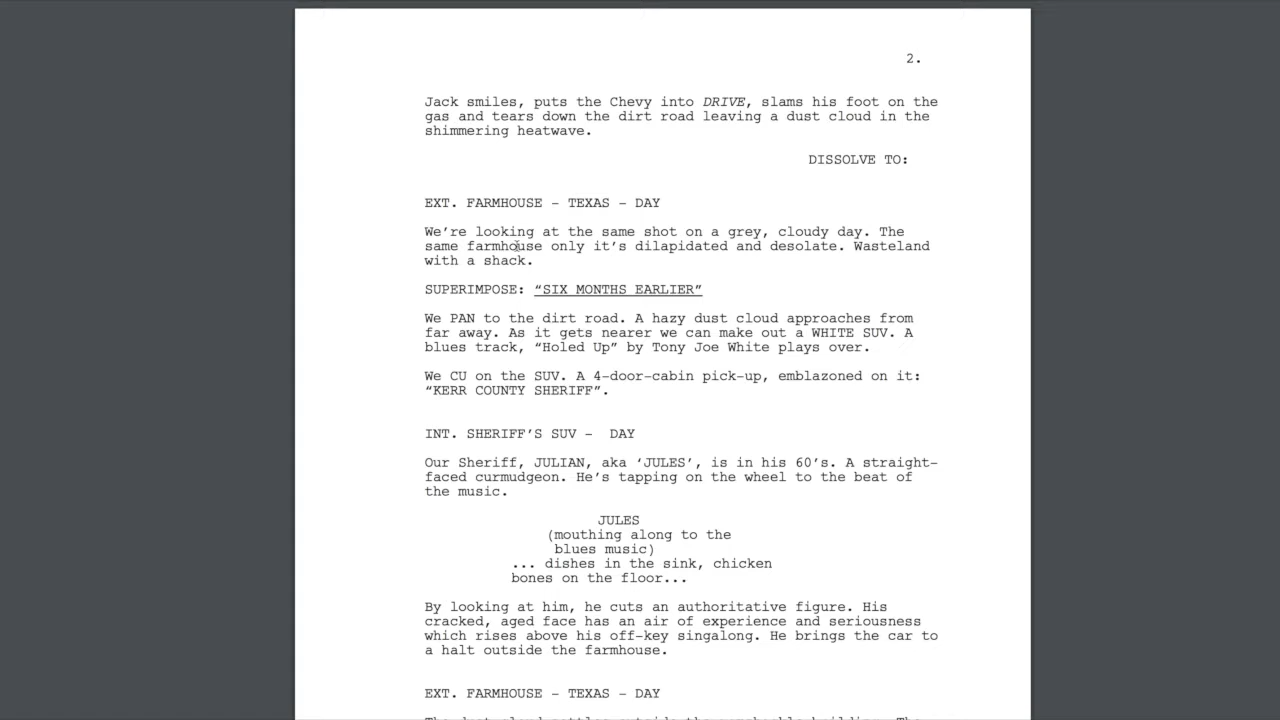 2.
Jack smiles, puts the Chevy into DRIVE, slams his foot on the
gas and tears down the dirt road leaving a dust cloud in the
shimmering heatwave.
DISSOLVE TO:
EXT. FARMHOUSE – TEXAS – DAY
We’re looking at the same shot on a grey, cloudy day. The
same farmhouse only it’s dilapidated and desolate. Wasteland
with a shack.
SUPERIMPOSE: “SIX MONTHS EARLIER”
We PAN to the dirt road. A hazy dust cloud approaches from
far away. As it gets nearer we can make out a WHITE SUV. A
blues track, “Holed Up” by Tony Joe White plays over.
We CU on the SUV. A 4–door–cabin pick–up, emblazoned on it:
“KERR COUNTY SHERIFF”.
INT. SHERIFF’S SUV –  DAY
Our Sheriff, JULIAN, aka ‘JULES’, is in his 60’s. A straight–
faced curmudgeon. He’s tapping on the wheel to the beat of
the music.
JULES
(mouthing along to the
blues music)
... dishes in the sink, chicken
bones on the floor...
By looking at him, he cuts an authoritative figure. His
cracked, aged face has an air of experience and seriousness
which rises above his off–key singalong. He brings the car to
a halt outside the farmhouse.
EXT. FARMHOUSE – TEXAS – DAY